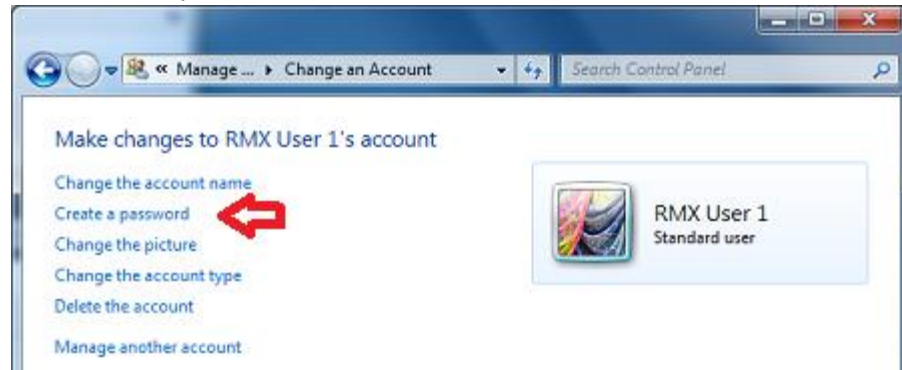 « Manage ... ▸ Change an Account
Search Control Panel
Make changes to RMX User 1's account
Change the account name
Create a password
Change the picture
Change the account type
Delete the account
Manage another account
RMX User 1
Standard user